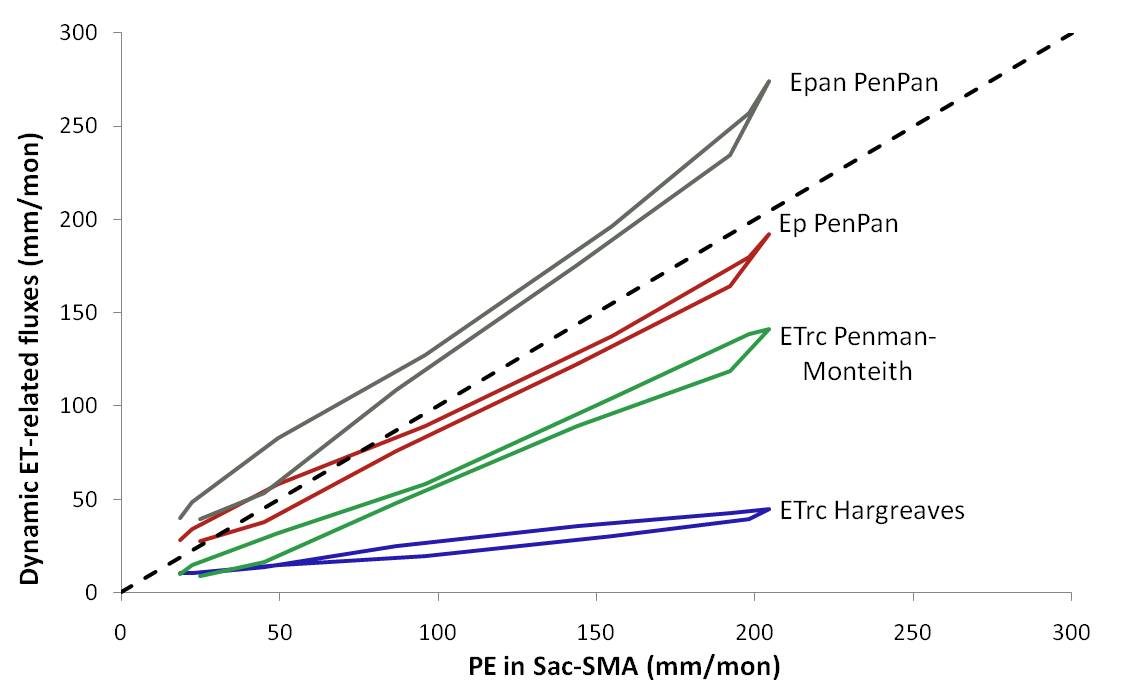 300
250
200
150
100
50
0
Dynamic ET-related fluxes (mm/mon)
Epan PenPan
Ep PenPan
ETrc Penman-
Monteith
ETrc Hargreaves
0 50 100 150 200 250 300
PE in Sac-SMA (mm/mon)